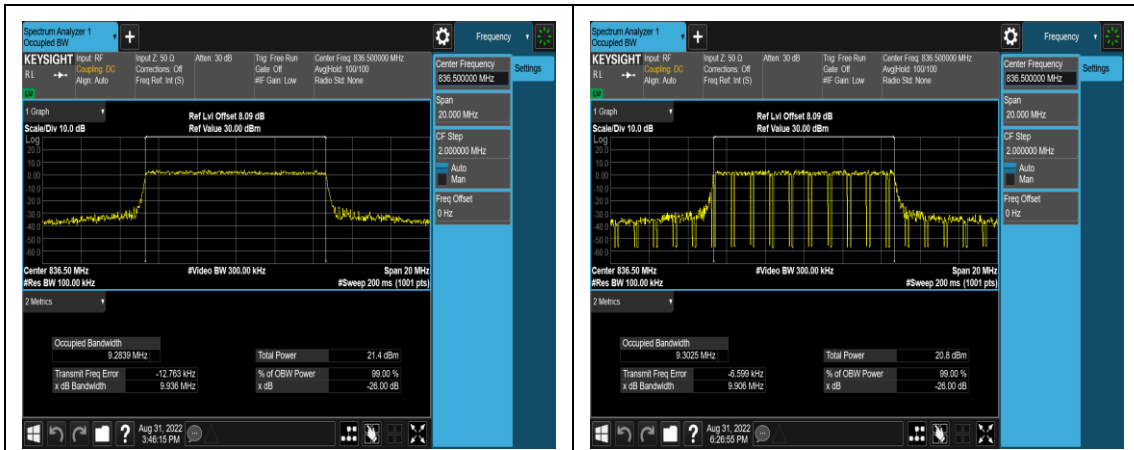 Spectrum Analyzer 1
Occupied BW
Frequency
KEYSIGHT
Input: RF
Input Z: 50 Ω
Atten: 30 dB
Trig: Free Run
Center Freq: 836.500000 MHz
R L
Coupling: DC
Corrections: Off
Gate: Off
Avg|Hold: 100/100
Align: Auto
Freq Ref: Int (S)
#IF Gain: Low
Radio Std: None
Center Frequency
836.500000 MHz
Settings
Span
20.000 MHz
CF Step
2.000000 MHz
Auto
Man
Freq Offset
0 Hz
1 Graph
Scale/Div 10.0 dB
Ref Lvl Offset 8.09 dB
Ref Value 30.00 dBm
Log
20.0
10.0
0.00
-10.0
-20.0
-30.0
-40.0
-50.0
-60.0
Center 836.50 MHz
#Video BW 300.00 kHz
Span 20 MHz
#Res BW 100.00 kHz
#Sweep 200 ms (1001 pts)
2 Metrics
Occupied Bandwidth
9.2839 MHz
Total Power
21.4 dBm
Transmit Freq Error
-12.763 kHz
% of OBW Power
99.00 %
x dB Bandwidth
9.936 MHz
x dB
-26.00 dB
?
Aug 31, 2022
3:46:15 PM
Spectrum Analyzer 1
Occupied BW
Frequency
KEYSIGHT
Input: RF
Input Z: 50 Ω
Atten: 30 dB
Trig: Free Run
Center Freq: 836.500000 MHz
R L
Coupling: DC
Corrections: Off
Gate: Off
Avg|Hold: 100/100
Align: Auto
Freq Ref: Int (S)
#IF Gain: Low
Radio Std: None
Center Frequency
836.500000 MHz
Settings
Span
20.000 MHz
CF Step
2.000000 MHz
Auto
Man
Freq Offset
0 Hz
1 Graph
Scale/Div 10.0 dB
Ref Lvl Offset 8.09 dB
Ref Value 30.00 dBm
Log
20.0
10.0
0.00
-10.0
-20.0
-30.0
-40.0
-50.0
-60.0
Center 836.50 MHz
#Video BW 300.00 kHz
Span 20 MHz
#Res BW 100.00 kHz
#Sweep 200 ms (1001 pts)
2 Metrics
Occupied Bandwidth
9.3025 MHz
Total Power
20.8 dBm
Transmit Freq Error
-6.599 kHz
% of OBW Power
99.00 %
x dB Bandwidth
9.906 MHz
x dB
-26.00 dB
?
Aug 31, 2022
6:26:55 PM